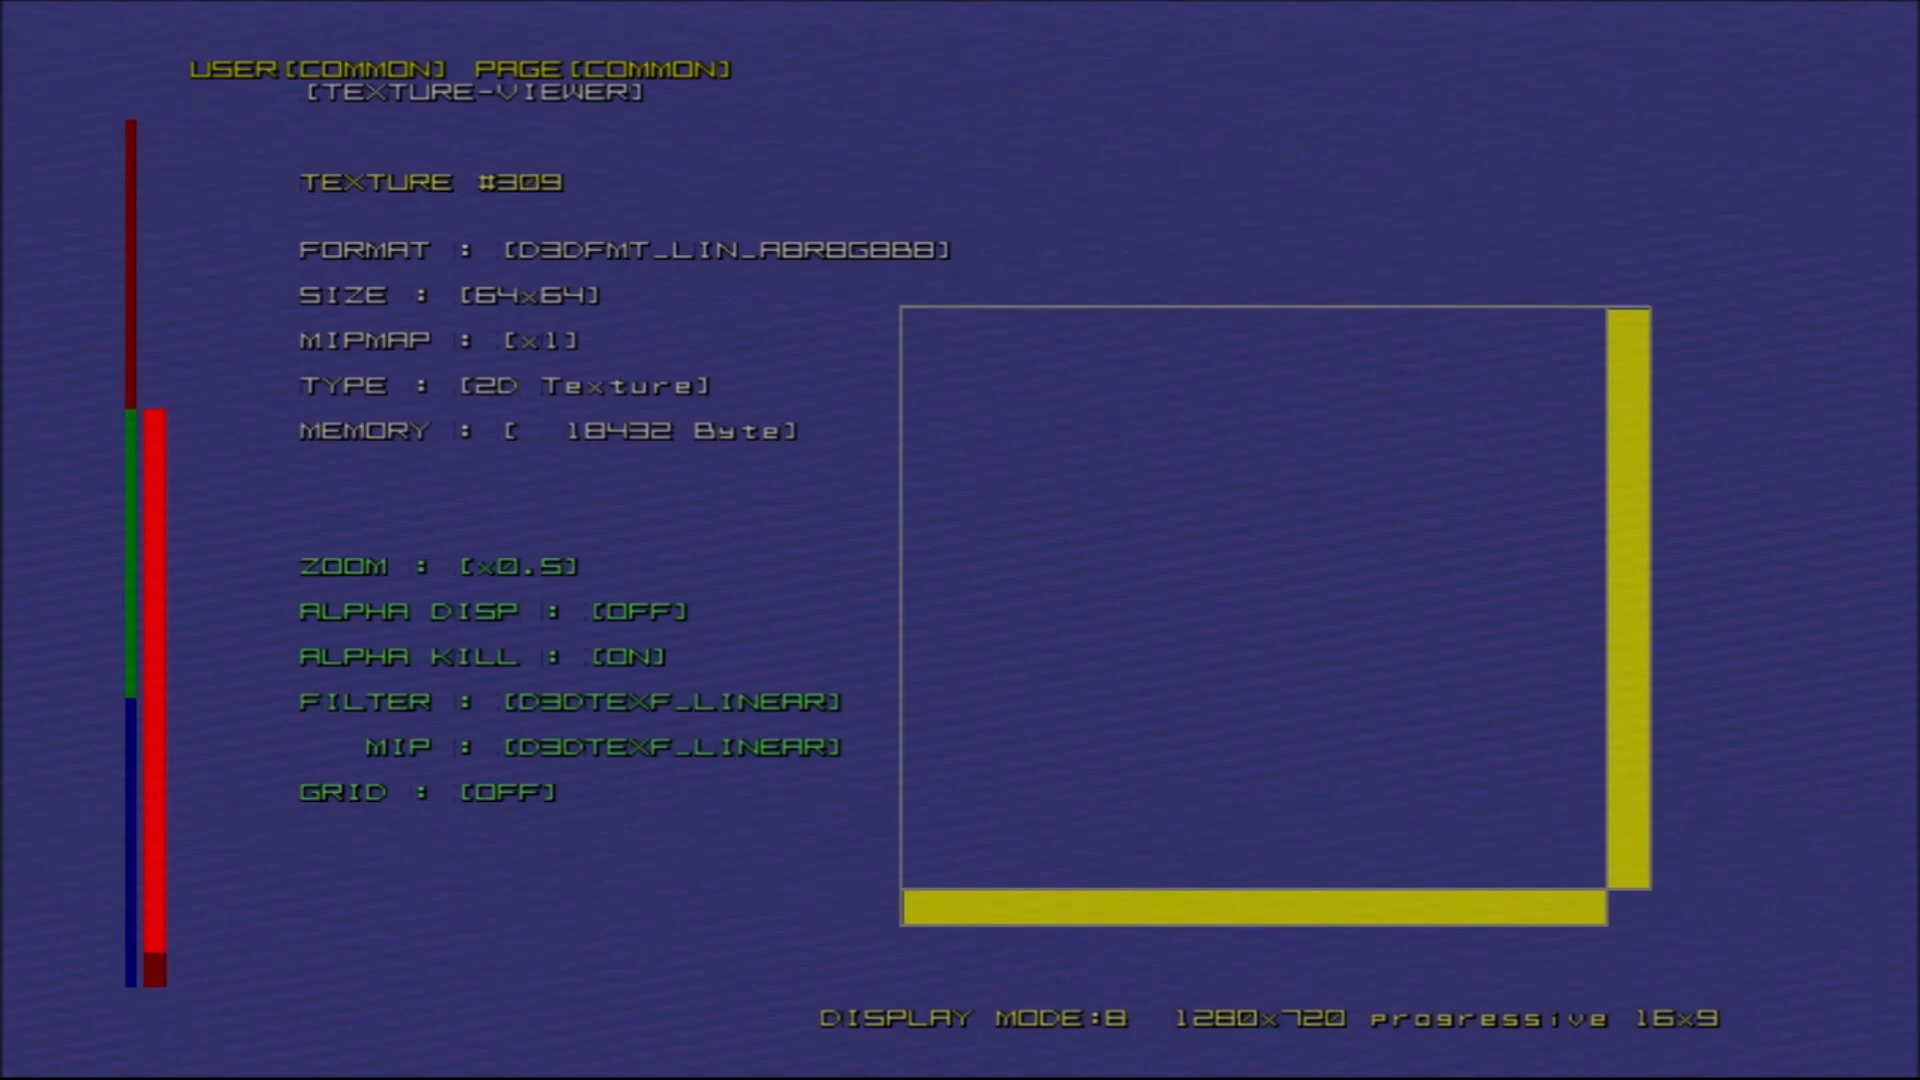 USER[COMMON] PAGE[COMMON]
[TEXTURE-VIEWER]
TEXTURE #309
FORMAT : [D3DFMT_LIN_A8R8G8B8]
SIZE : [64x64]
MIPMAP : [x1]
TYPE : [2D Texture]
MEMORY : [ 18432 Byte]
ZOOM : [x0.5]
ALPHA DISP : [OFF]
ALPHA KILL : [ON]
FILTER : [D3DTEXF_LINEAR]
MIP : [D3DTEXF_LINEAR]
GRID : [OFF]
DISPLAY MODE:8 1280x720 progressive 16x9